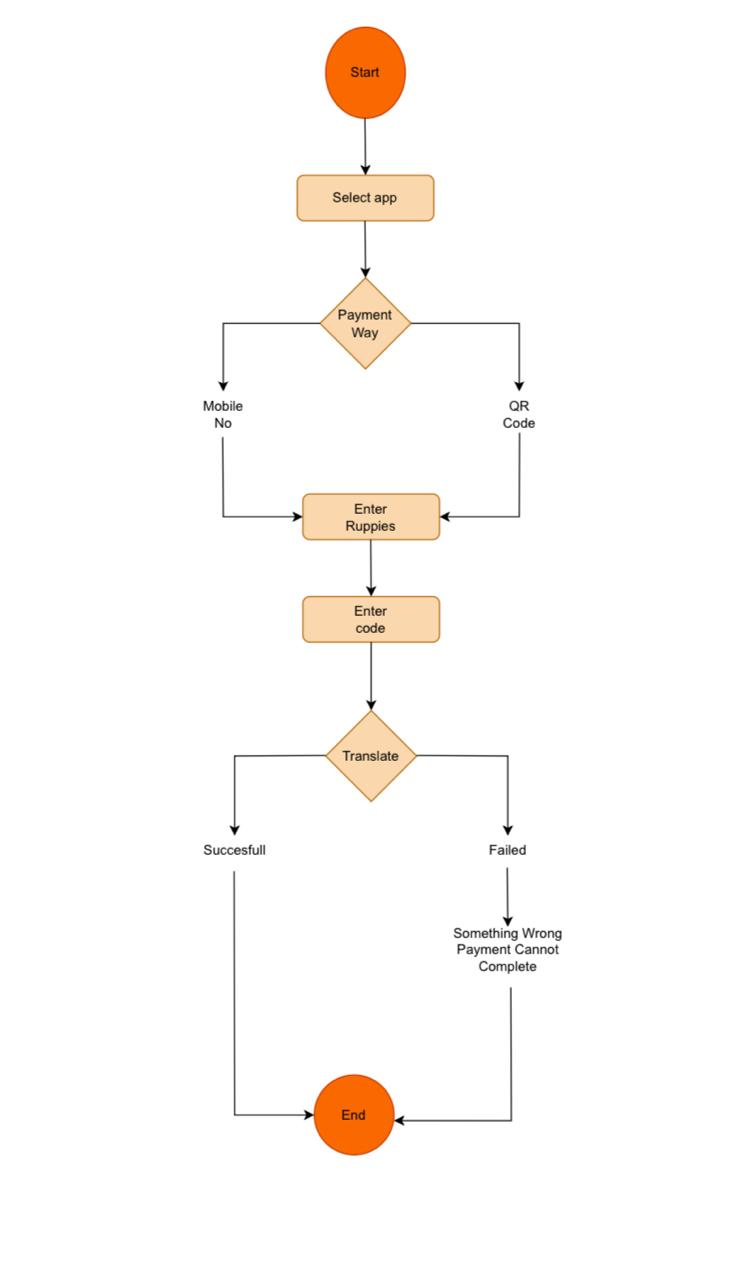 Start
Select app
Payment
Way
Mobile
No
QR
Code
Enter
Ruppies
Enter
code
Translate
Succesfull
Failed
Something Wrong
Payment Cannot
Complete
End